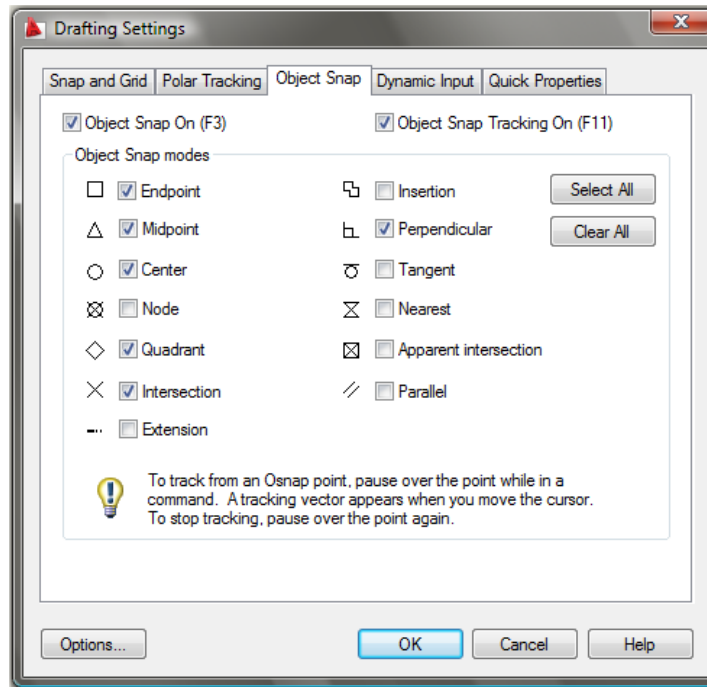 Drafting Settings
Snap and Grid Polar Tracking Object Snap Dynamic Input Quick Properties
Object Snap On (F3) Object Snap Tracking On (F11)
Object Snap modes
Endpoint Insertion Select All
Midpoint Perpendicular Clear All
Center Tangent
Node Nearest
Quadrant Apparent intersection
Intersection Parallel
Extension
To track from an Osnap point, pause over the point while in a
command. A tracking vector appears when you move the cursor.
To stop tracking, pause over the point again.
Options... OK Cancel Help